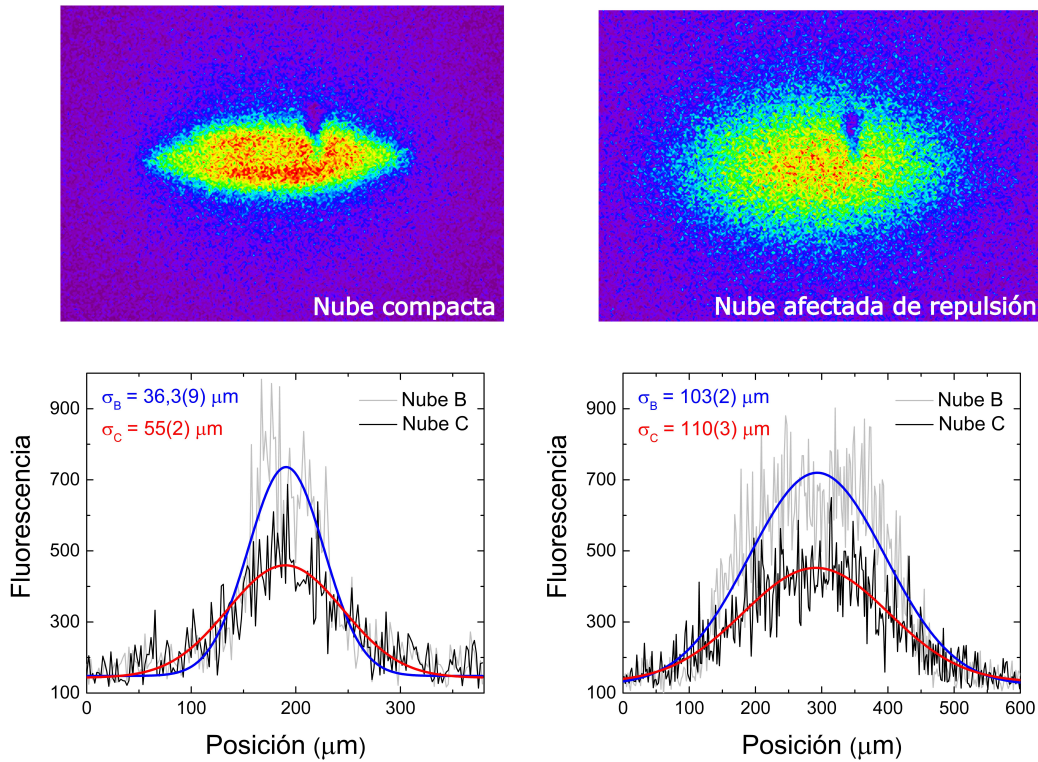 Nube compacta
Nube afectada de repulsión
σB = 36,3(9) μm
σC = 55(2) μm
Nube B
Nube C
900
700
500
300
100
0
100
200
300
Fluorescencia
Posición (μm)
σB = 103(2) μm
σC = 110(3) μm
Nube B
Nube C
900
700
500
300
100
0
100
200
300
400
500
600
Fluorescencia
Posición (μm)